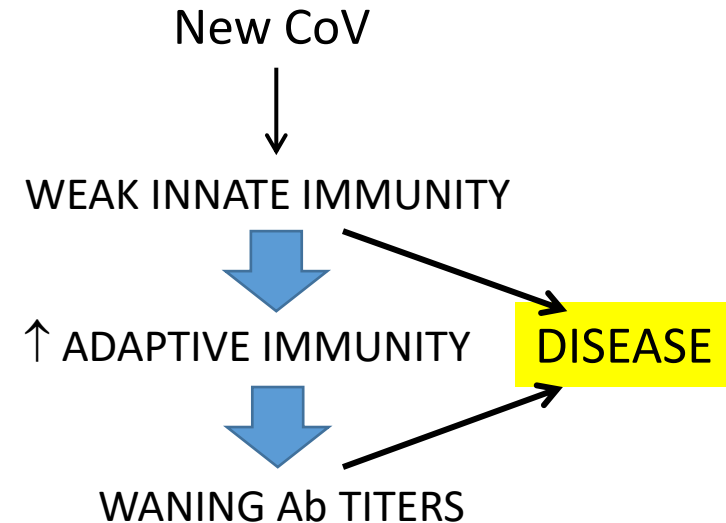 New CoV
WEAK INNATE IMMUNITY
↑ ADAPTIVE IMMUNITY
DISEASE
WANING Ab TITERS